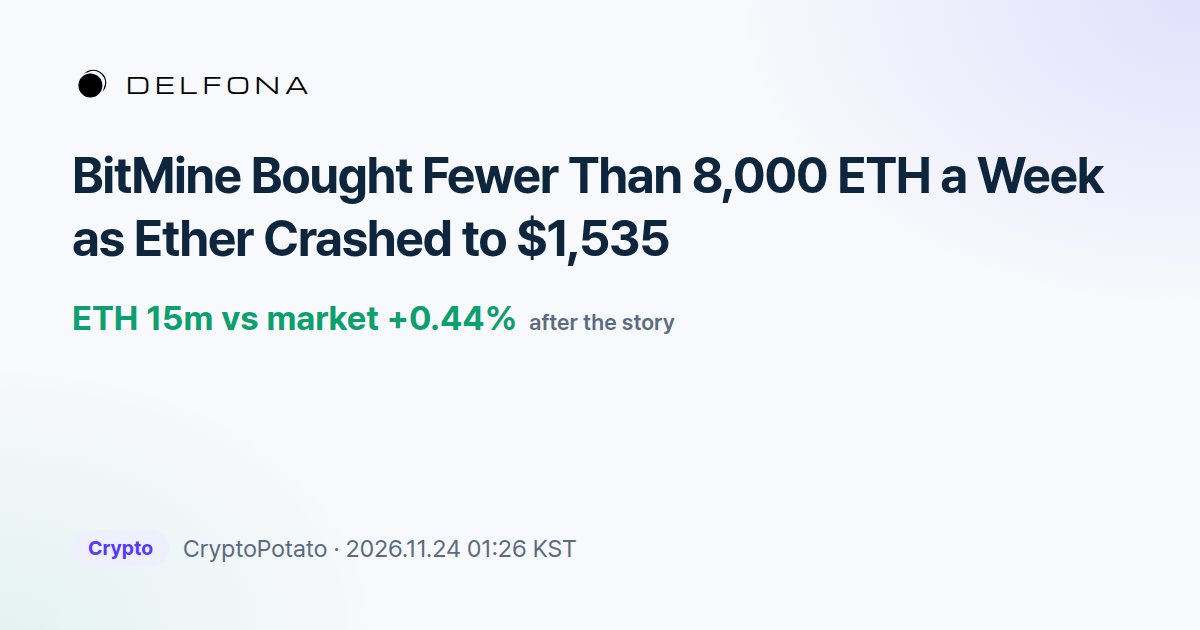 DELFONA
BitMine Bought Fewer Than 8,000 ETH a Week
as Ether Crashed to $1,535
ETH 15m vs market +0.44% after the story
Crypto CryptoPotato · 2026.11.24 01:26 KST